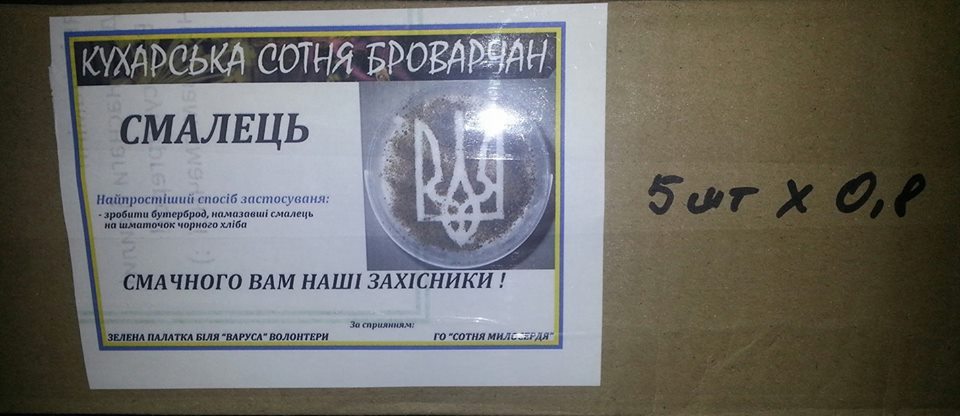 КУХАРСЬКА СОТНЯ БРОВАРЧАН
СМАЛЕЦЬ
Найпростіший спосіб застосуваня:
- зробити бутерброд, намазавші смалець
на шматочок чорного хліба
СМАЧНОГО ВАМ НАШІ ЗАХІСНИКИ !
За сприянням:
ЗЕЛЕНА ПАЛАТКА БІЛЯ "ВАРУСА" ВОЛОНТЕРИ
ГО "СОТНЯ МИЛОСЕРДЯ"
5 шт х 0,8